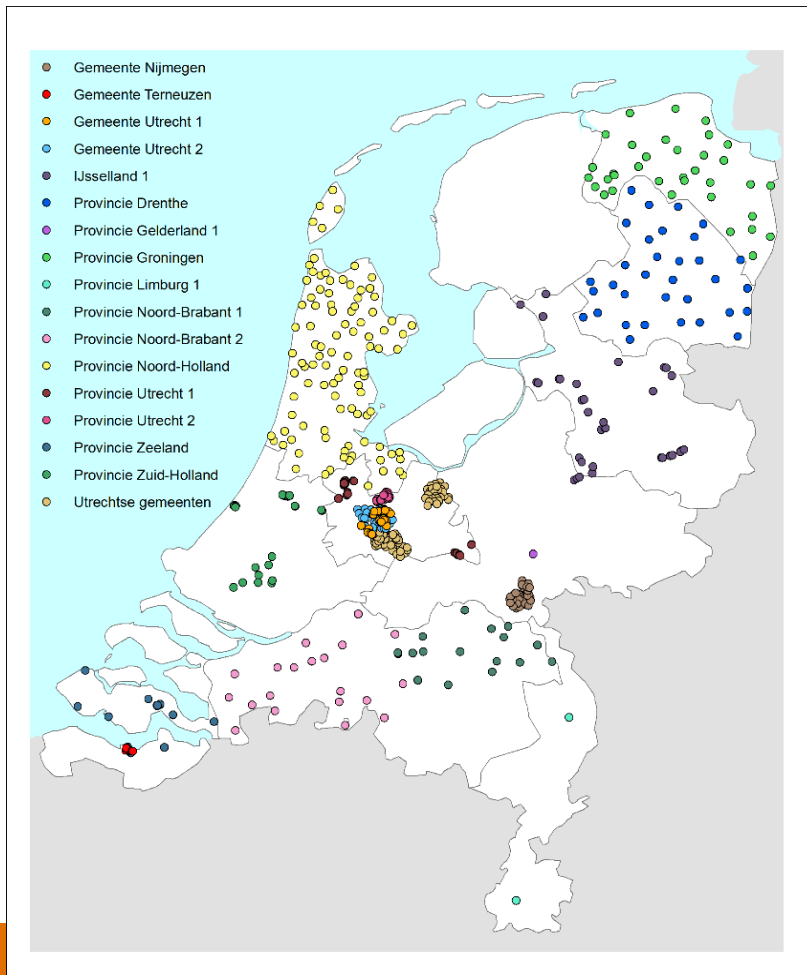 Gemeente Nijmegen
Gemeente Terneuzen
Gemeente Utrecht 1
Gemeente Utrecht 2
IJsselland 1
Provincie Drenthe
Provincie Gelderland 1
Provincie Groningen
Provincie Limburg 1
Provincie Noord-Brabant 1
Provincie Noord-Brabant 2
Provincie Noord-Holland
Provincie Utrecht 1
Provincie Utrecht 2
Provincie Zeeland
Provincie Zuid-Holland
Utrechtse gemeenten